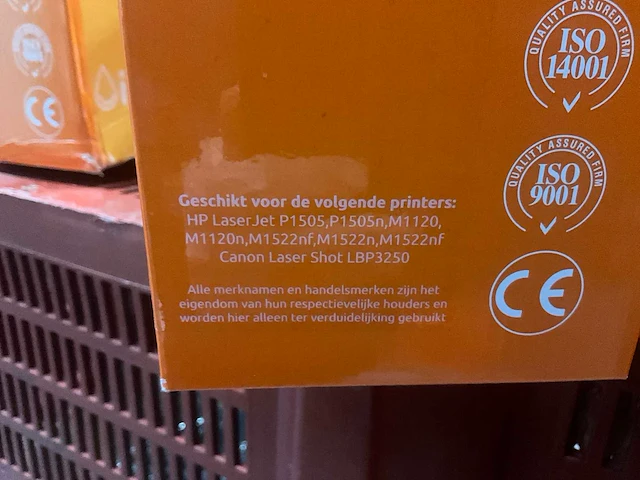 QUALITY ASSURED FIRM
ISO
14001
QUALITY ASSURED FIRM
ISO
9001
CE
CE
Geschikt voor de volgende printers:
HP LaserJet P1505,P1505n,M1120,
M1120n,M1522nf,M1522n,M1522nf
Canon Laser Shot LBP3250
Alle merknamen en handelsmerken zijn het
eigendom van hun respectievelijke houders en
worden hier alleen ter verduidelijking gebruikt